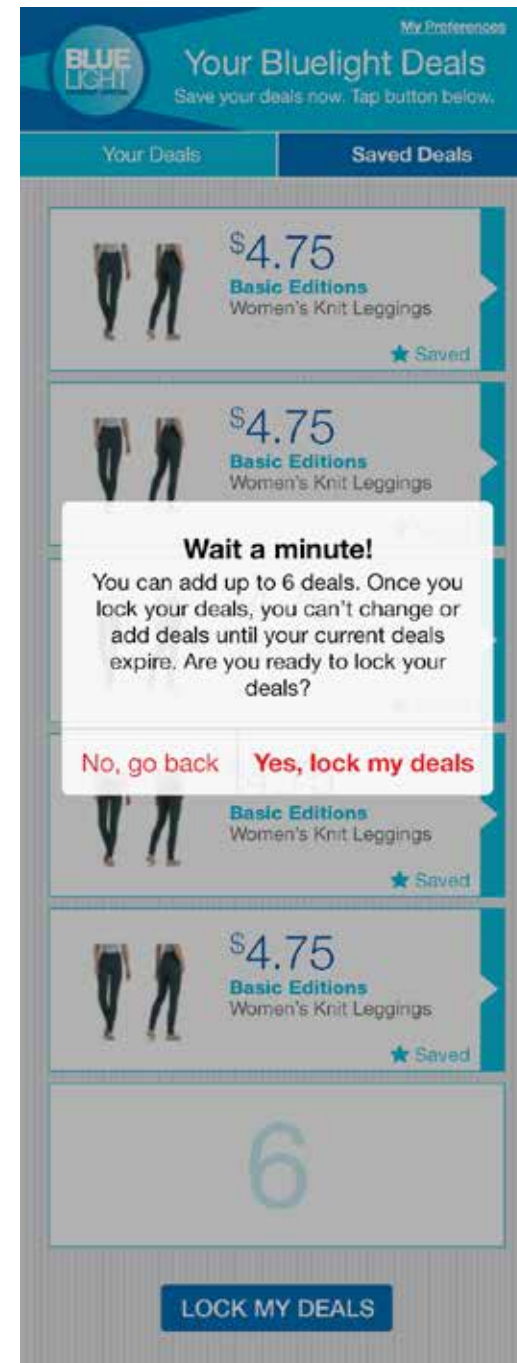 My Preferences
BLUE
LIGHT
Your Bluelight Deals
Save your deals now. Tap button below.
Your Deals
Saved Deals
$4.75
Basic Editions
Women's Knit Leggings
★ Saved
$4.75
Basic Editions
Women's Knit Leggings
Wait a minute!
You can add up to 6 deals. Once you
lock your deals, you can't change or
add deals until your current deals
expire. Are you ready to lock your
deals?
No, go back
Yes, lock my deals
Basic Editions
Women's Knit Leggings
★ Saved
$4.75
Basic Editions
Women's Knit Leggings
★ Saved
6
LOCK MY DEALS